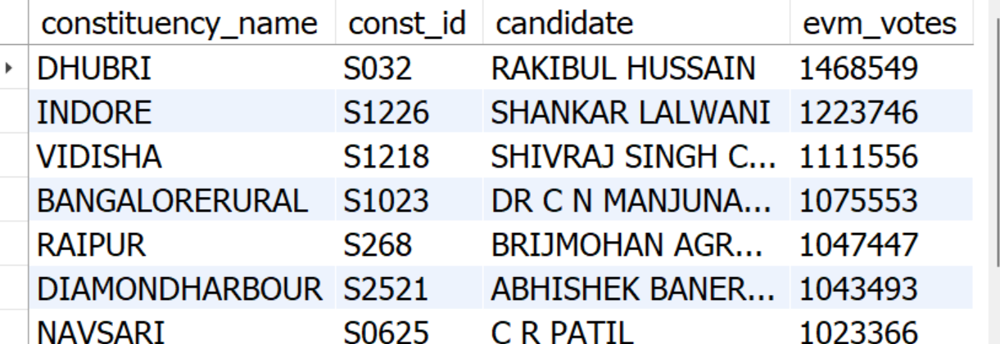 constituency_name const_id candidate evm_votes
DHUBRI S032 RAKIBUL HUSSAIN 1468549
INDORE S1226 SHANKAR LALWANI 1223746
VIDISHA S1218 SHIVRAJ SINGH C... 1111556
BANGALORERURAL S1023 DR C N MANJUNA... 1075553
RAIPUR S268 BRIJMOHAN AGR... 1047447
DIAMONDHARBOUR S2521 ABHISHEK BANER... 1043493
NAVSARI S0625 C R PATIL 1023366